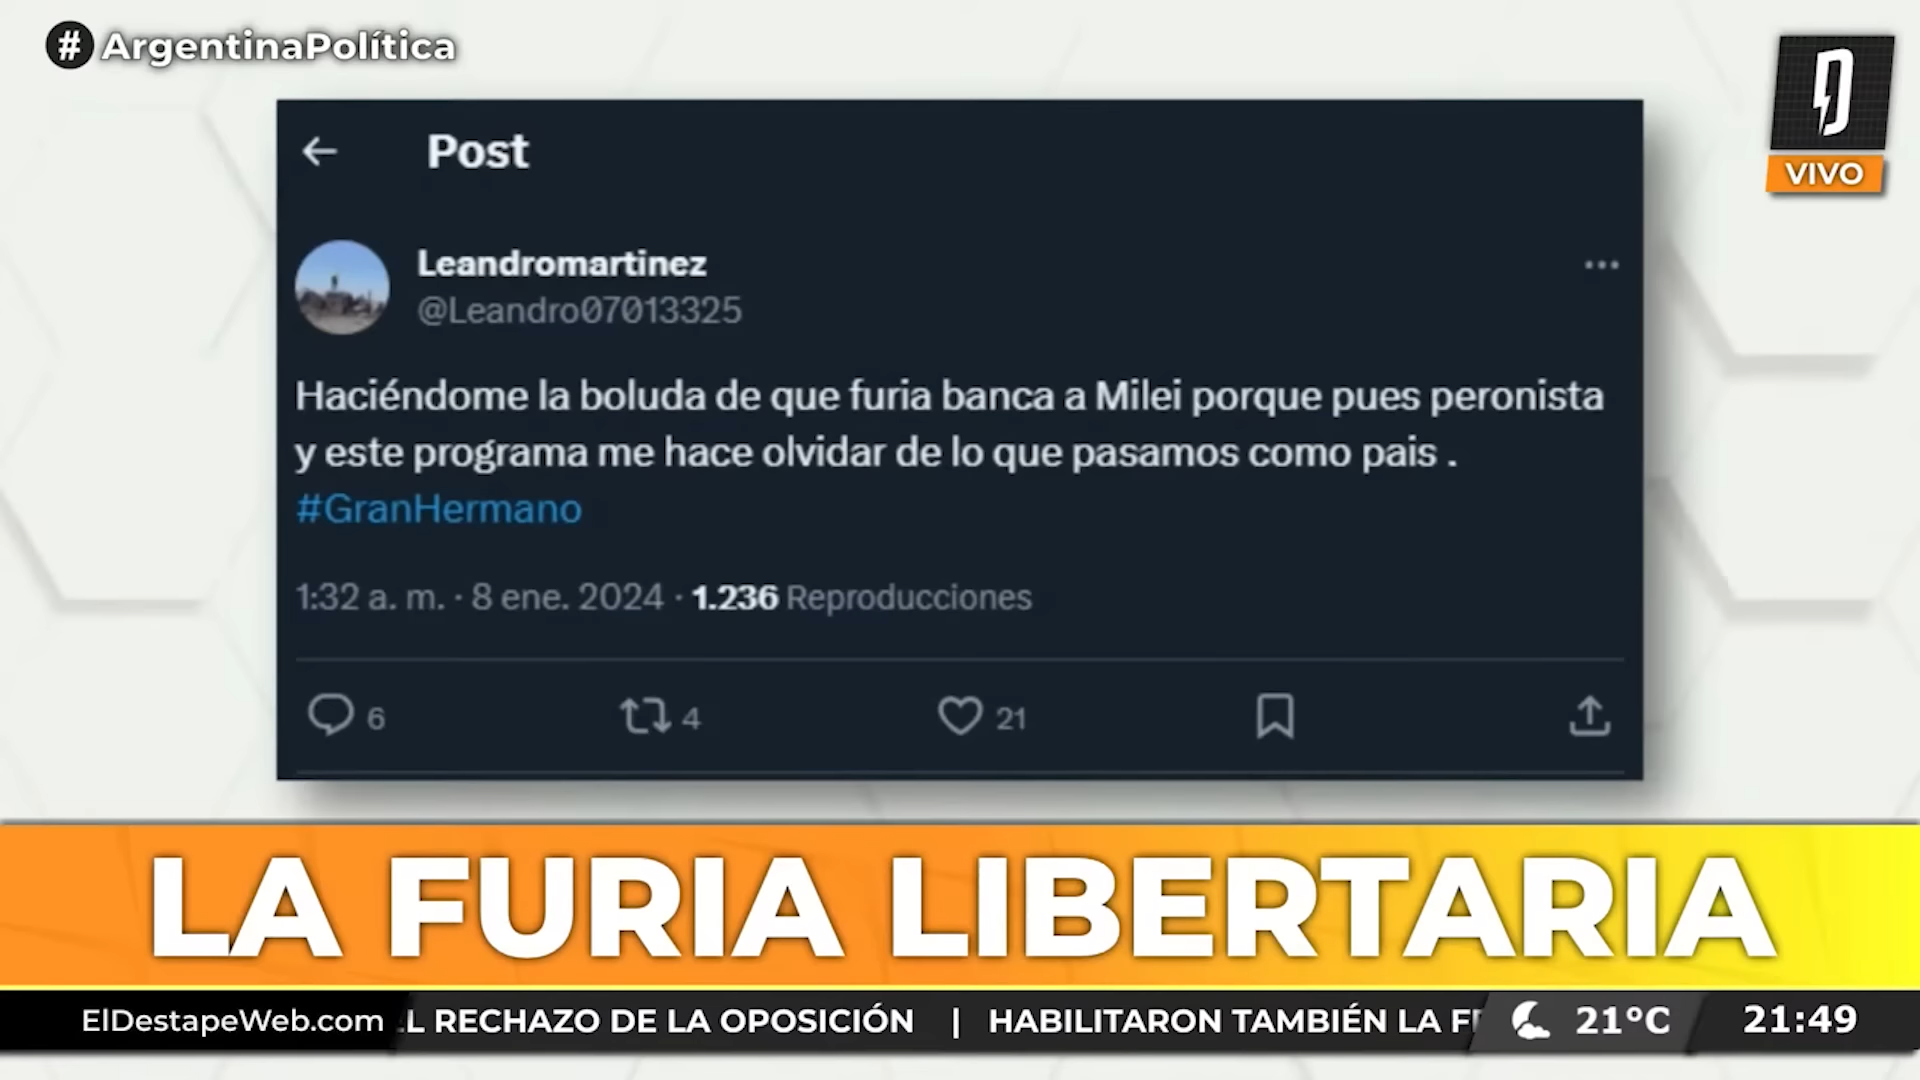 # ArgentinaPolítica
VIVO
Post
Leandromartinez
@Leandro07013325
Haciéndome la boluda de que furia banca a Milei porque pues peronista
y este programa me hace olvidar de lo que pasamos como pais .
#GranHermano
1:32 a. m. · 8 ene. 2024 · 1.236 Reproducciones
6 4 21
LA FURIA LIBERTARIA
ElDestapeWeb.com L RECHAZO DE LA OPOSICIÓN | HABILITARON TAMBIÉN LA 21°C 21:49